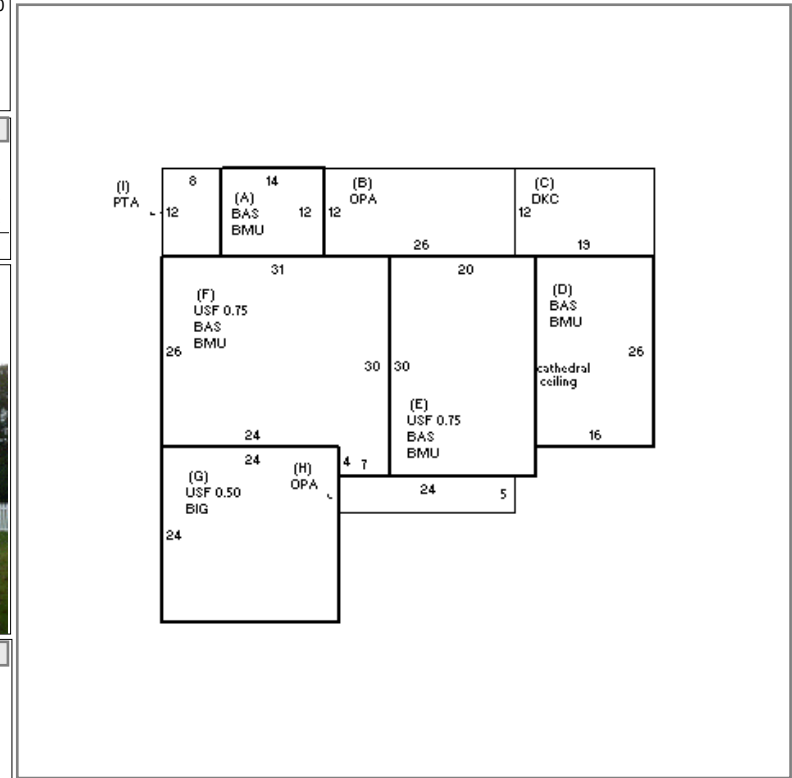 (I)
PTA
8
12
14
(A)
BAS
BMU
12
(B)
OPA
12
26
(C)
DKC
12
19
31
(F)
USF 0.75
BAS
BMU
26
30
24
20
30
(E)
USF 0.75
BAS
BMU
(D)
BAS
BMU
26
cathedral
ceiling
16
24
(G)
USF 0.50
BIG
24
(H)
OPA
4 7
24
5